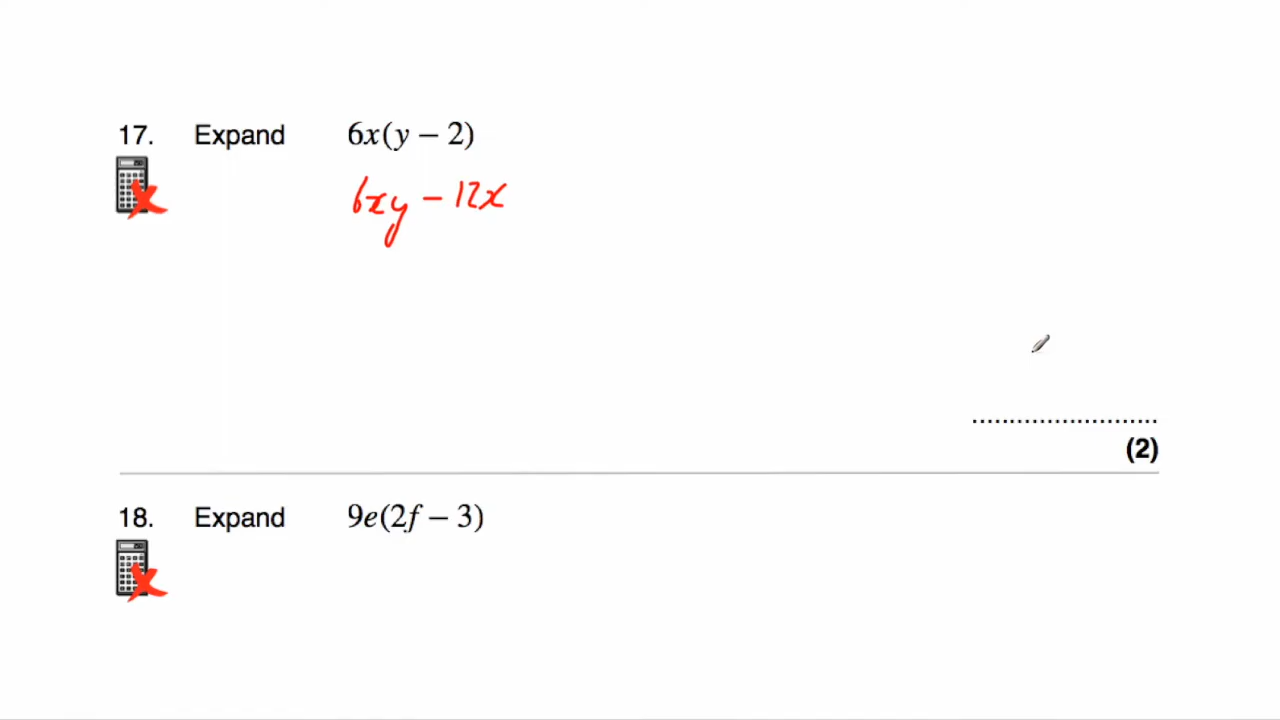 17. Expand 6x(y − 2)
6xy − 12x
.........................
(2)
18. Expand 9e(2f − 3)